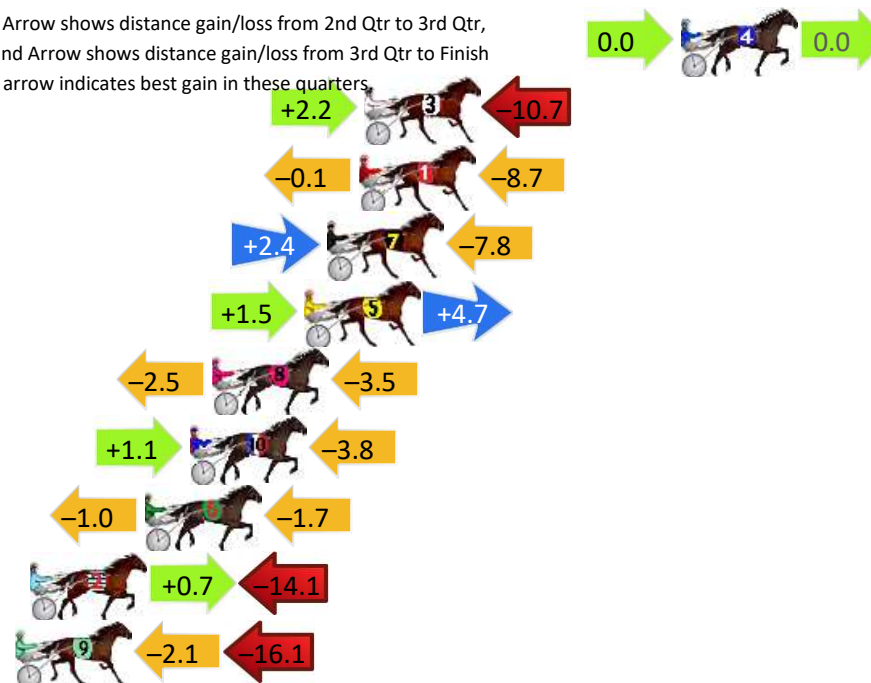 Arrow shows distance gain/loss from 2nd Qtr to 3rd Qtr,
nd Arrow shows distance gain/loss from 3rd Qtr to Finish
arrow indicates best gain in these quarters.
0.0 4 0.0
+2.2 3 –10.7
–0.1 1 –8.7
+2.4 7 –7.8
+1.5 5 +4.7
–2.5 8 –3.5
+1.1 10 –3.8
–1.0 –1.7
2 +0.7 –14.1
9 –2.1 –16.1